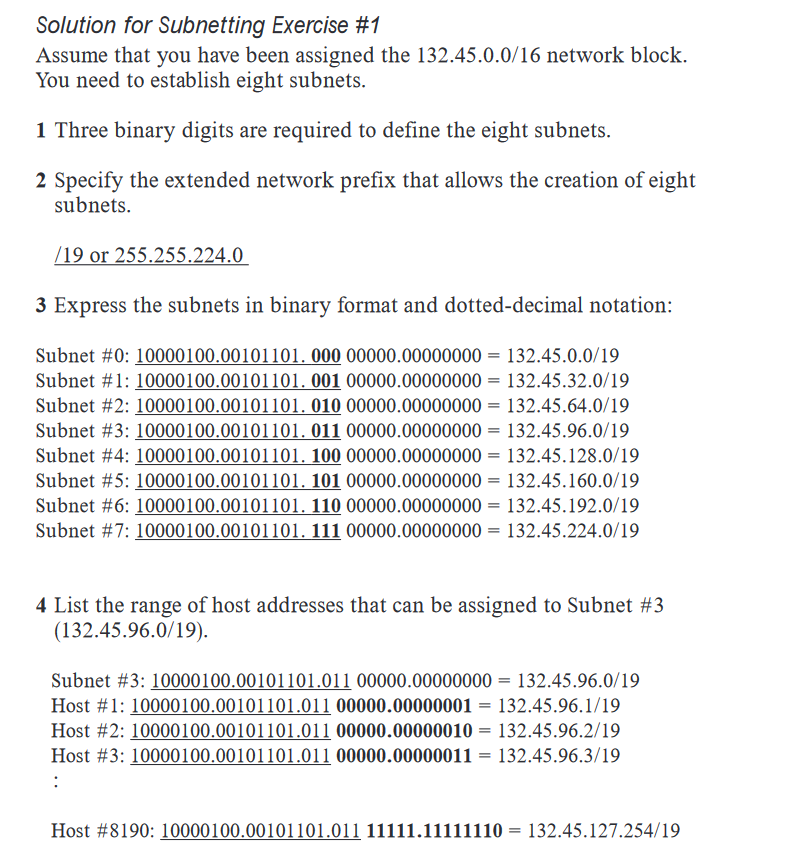 Solution for Subnetting Exercise #1
Assume that you have been assigned the 132.45.0.0/16 network block.
You need to establish eight subnets.
1 Three binary digits are required to define the eight subnets.
2 Specify the extended network prefix that allows the creation of eight
subnets.
/19 or 255.255.224.0
3 Express the subnets in binary format and dotted-decimal notation:
Subnet #0: 10000100.00101101. 000 00000.00000000 = 132.45.0.0/19
Subnet #1: 10000100.00101101. 001 00000.00000000 = 132.45.32.0/19
Subnet #2: 10000100.00101101. 010 00000.00000000 = 132.45.64.0/19
Subnet #3: 10000100.00101101. 011 00000.00000000 = 132.45.96.0/19
Subnet #4: 10000100.00101101. 100 00000.00000000 = 132.45.128.0/19
Subnet #5: 10000100.00101101. 101 00000.00000000 = 132.45.160.0/19
Subnet #6: 10000100.00101101. 110 00000.00000000 = 132.45.192.0/19
Subnet #7: 10000100.00101101. 111 00000.00000000 = 132.45.224.0/19
4 List the range of host addresses that can be assigned to Subnet #3
(132.45.96.0/19).
Subnet #3: 10000100.00101101.011 00000.00000000 = 132.45.96.0/19
Host #1: 10000100.00101101.011 00000.00000001 = 132.45.96.1/19
Host #2: 10000100.00101101.011 00000.00000010 = 132.45.96.2/19
Host #3: 10000100.00101101.011 00000.00000011 = 132.45.96.3/19
:
Host #8190: 10000100.00101101.011 11111.11111110 = 132.45.127.254/19